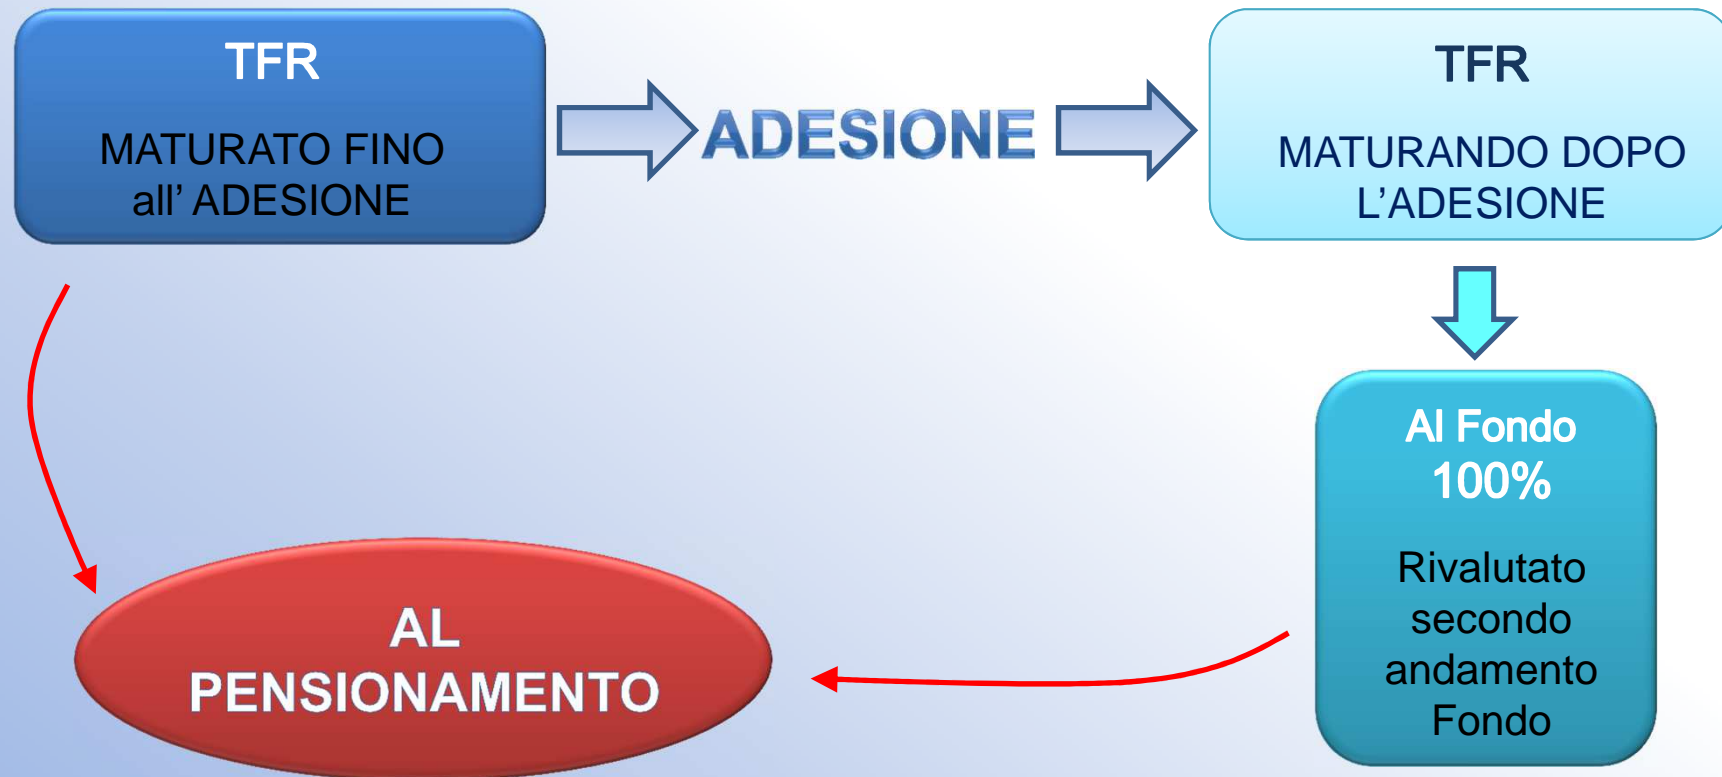 TFR
MATURATO FINO
all’ ADESIONE
ADESIONE
TFR
MATURANDO DOPO
L’ADESIONE
Al Fondo
100%
Rivalutato
secondo
andamento
Fondo
AL
PENSIONAMENTO